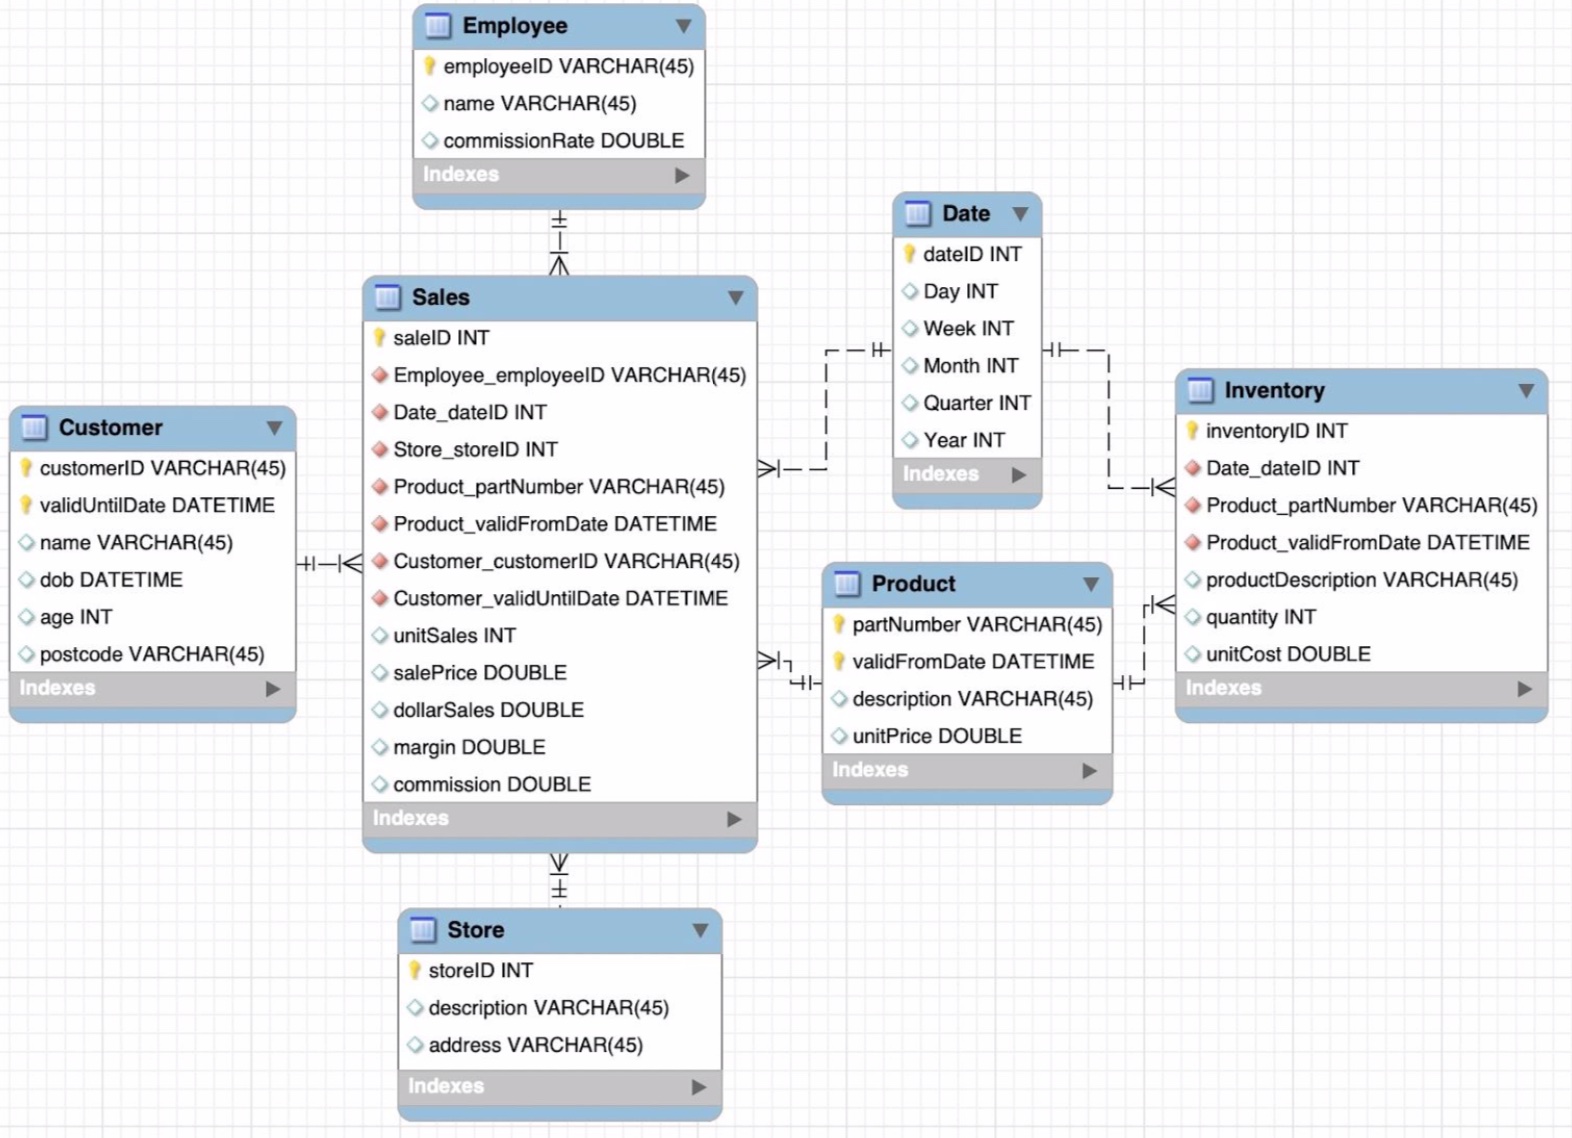 Employee
employeeID VARCHAR(45)
name VARCHAR(45)
commissionRate DOUBLE
Indexes
Date
dateID INT
Day INT
Week INT
Month INT
Quarter INT
Year INT
Indexes
Sales
saleID INT
Employee_employeeID VARCHAR(45)
Date_dateID INT
Store_storeID INT
Product_partNumber VARCHAR(45)
Product_validFromDate DATETIME
Customer_customerID VARCHAR(45)
Customer_validUntilDate DATETIME
unitSales INT
salePrice DOUBLE
dollarSales DOUBLE
margin DOUBLE
commission DOUBLE
Indexes
Inventory
inventoryID INT
Date_dateID INT
Product_partNumber VARCHAR(45)
Product_validFromDate DATETIME
productDescription VARCHAR(45)
quantity INT
unitCost DOUBLE
Indexes
Customer
customerID VARCHAR(45)
validUntilDate DATETIME
name VARCHAR(45)
dob DATETIME
age INT
postcode VARCHAR(45)
Indexes
Product
partNumber VARCHAR(45)
validFromDate DATETIME
description VARCHAR(45)
unitPrice DOUBLE
Indexes
Store
storeID INT
description VARCHAR(45)
address VARCHAR(45)
Indexes